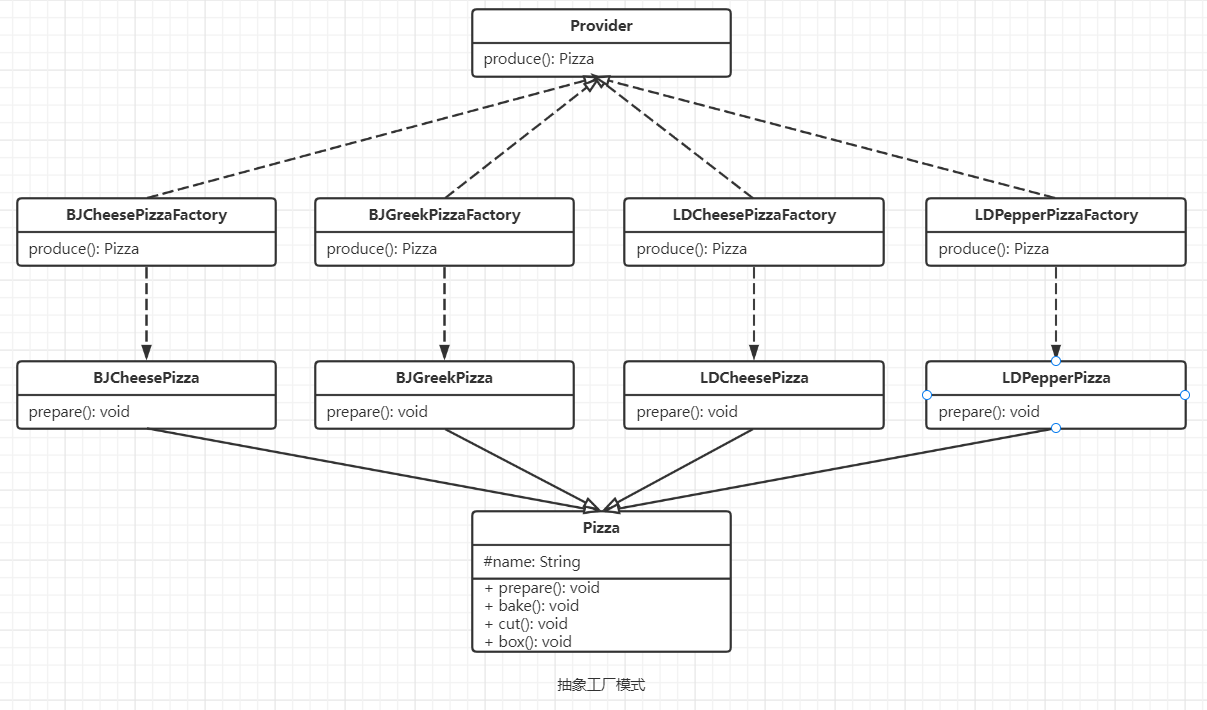 Provider
produce(): Pizza
BJCheesePizzaFactory
produce(): Pizza
BJGreekPizzaFactory
produce(): Pizza
LDCheesePizzaFactory
produce(): Pizza
LDPepperPizzaFactory
produce(): Pizza
BJCheesePizza
prepare(): void
BJGreekPizza
prepare(): void
LDCheesePizza
prepare(): void
LDPepperPizza
prepare(): void
Pizza
#name: String
+ prepare(): void
+ bake(): void
+ cut(): void
+ box(): void
抽象工厂模式